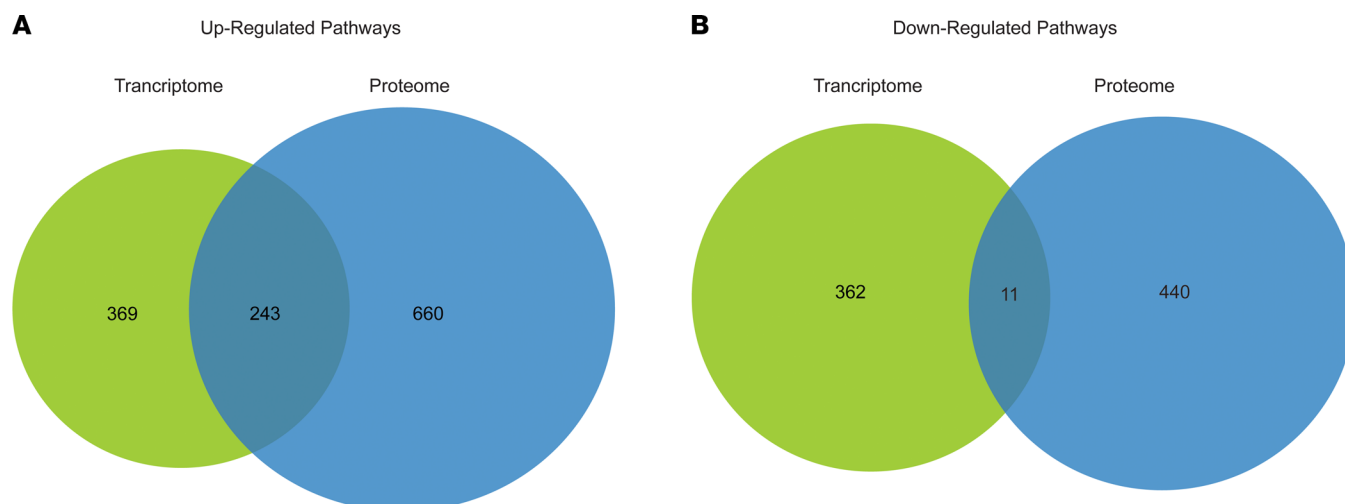 A
Up-Regulated Pathways
Trancriptome
Proteome
369
243
660
B
Down-Regulated Pathways
Trancriptome
Proteome
362
11
440